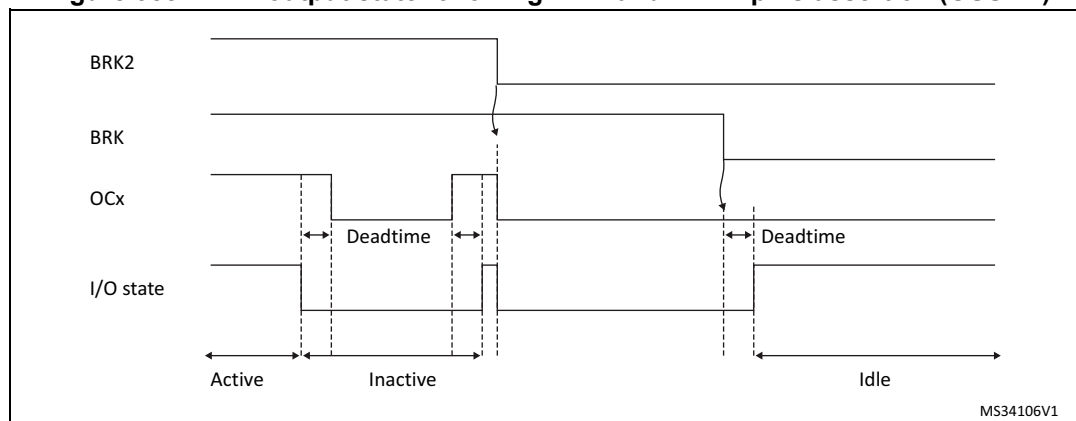 BRK2
BRK
OCx
Deadtime
Deadtime
I/O state
Active
Inactive
Idle
MS34106V1